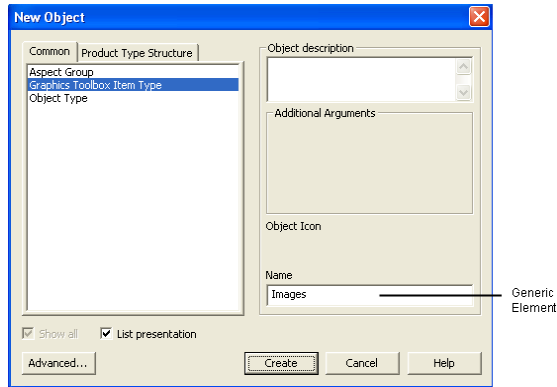 New Object
Common
Product Type Structure
Aspect Group
Graphics Toolbox Item Type
Object Type
Object description
Additional Arguments
Object Icon
Name
Images
Generic
Element
Show all
List presentation
Advanced...
Create
Cancel
Help